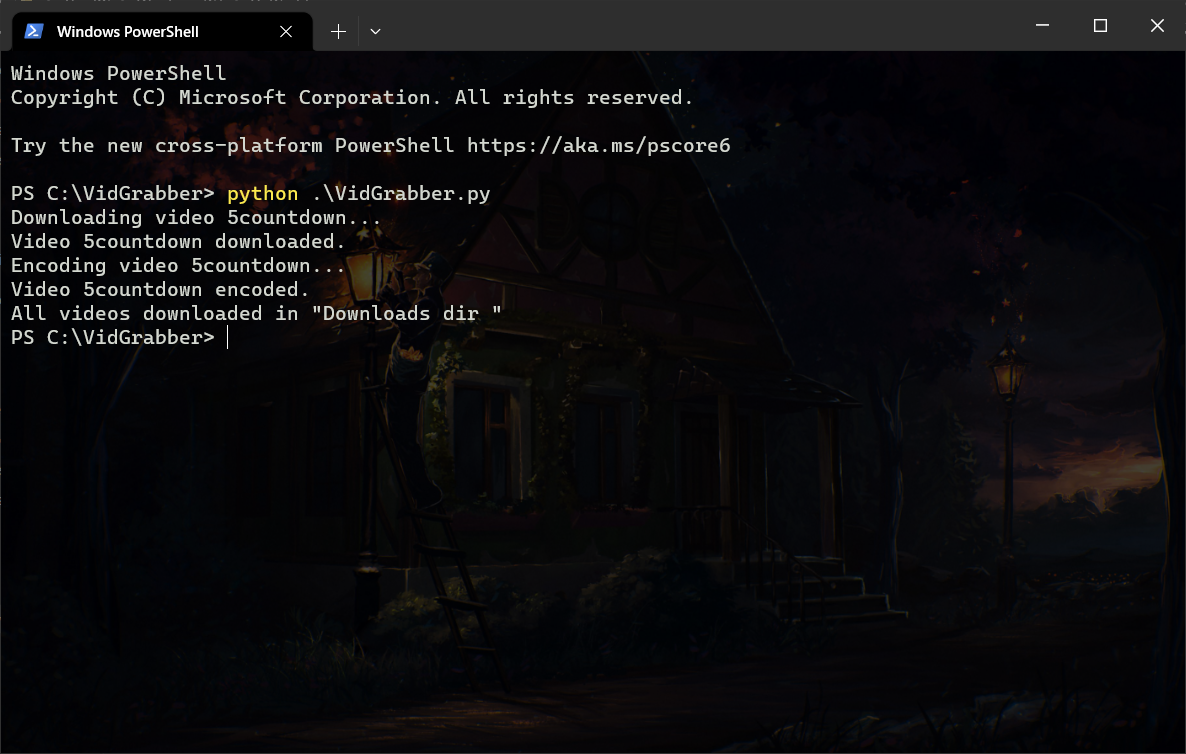 Windows PowerShell
Windows PowerShell
Copyright (C) Microsoft Corporation. All rights reserved.
Try the new cross-platform PowerShell https://aka.ms/pscore6
PS C:\VidGrabber> python .\VidGrabber.py
Downloading video 5countdown...
Video 5countdown downloaded.
Encoding video 5countdown...
Video 5countdown encoded.
All videos downloaded in "Downloads dir "
PS C:\VidGrabber>